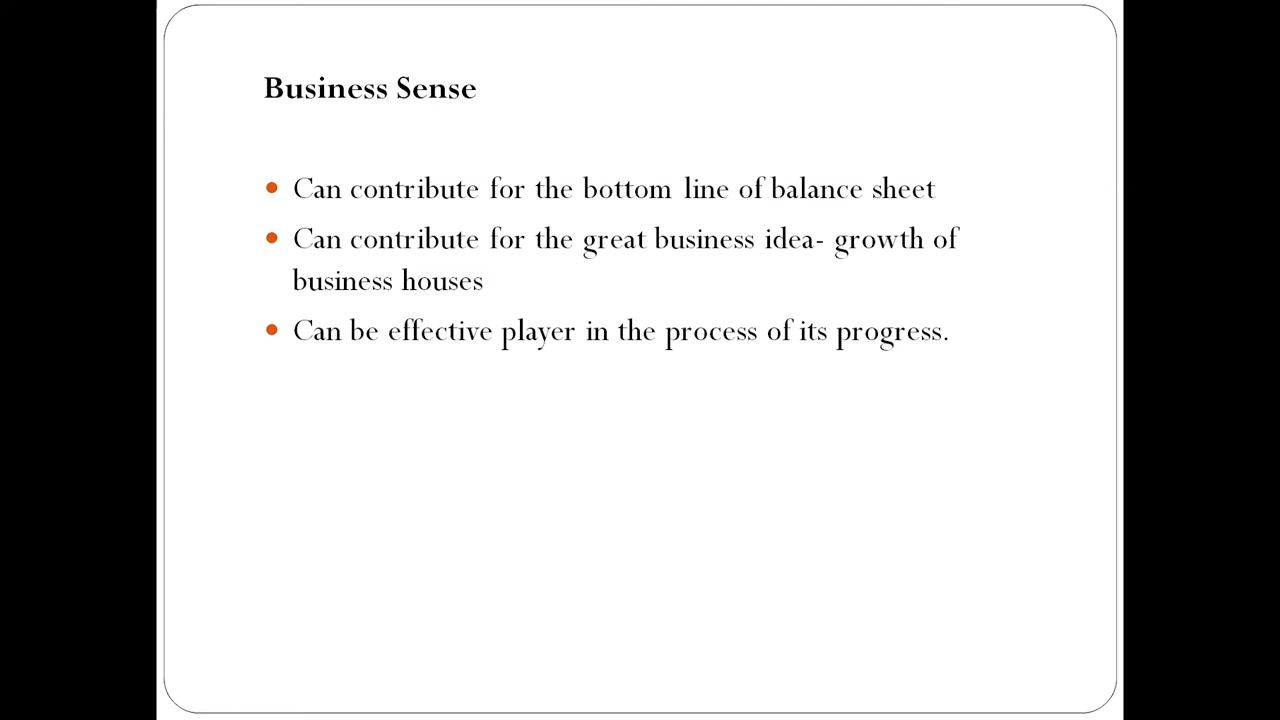 Business Sense
• Can contribute for the bottom line of balance sheet
• Can contribute for the great business idea- growth of
business houses
• Can be effective player in the process of its progress.